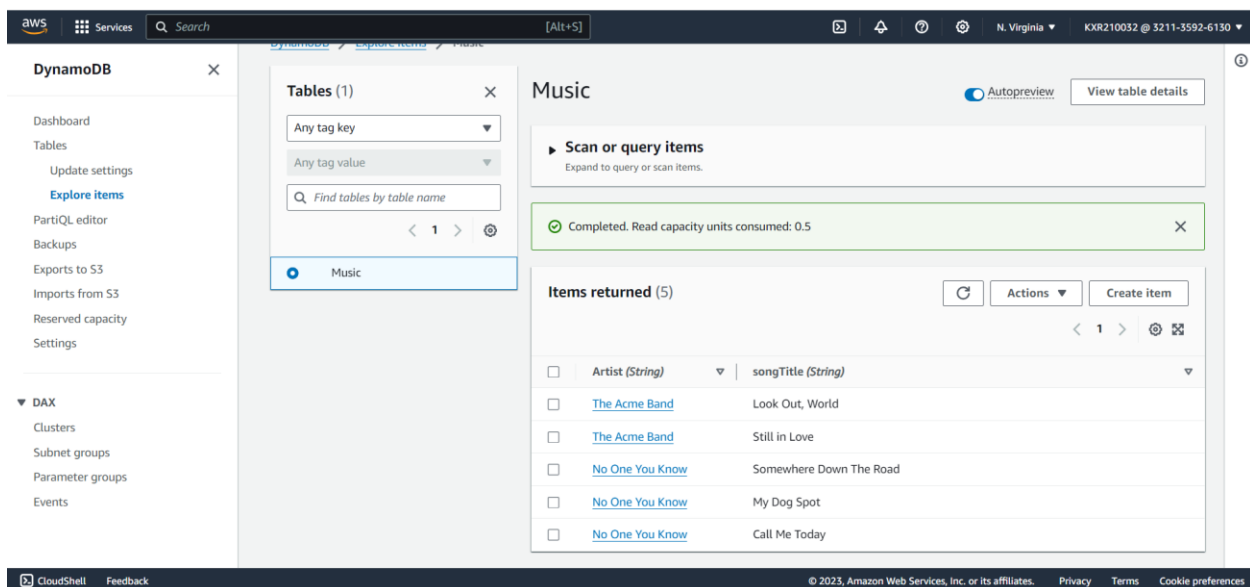 aws
Services
Search
[Alt+S]
N. Virginia
KXR210032 @ 3211-3592-6130
DynamoDB
Dashboard
Tables
Update settings
Explore items
PartiQL editor
Backups
Exports to S3
Imports from S3
Reserved capacity
Settings
DAX
Clusters
Subnet groups
Parameter groups
Events
DynamoDB Explore items Music
Tables (1)
Any tag key
Any tag value
Find tables by table name
1
Music
Music
Autopreview
View table details
Scan or query items
Expand to query or scan items.
Completed. Read capacity units consumed: 0.5
Items returned (5)
Actions
Create item
1
Artist (String) songTitle (String)
The Acme Band Look Out, World
The Acme Band Still in Love
No One You Know Somewhere Down The Road
No One You Know My Dog Spot
No One You Know Call Me Today
CloudShell Feedback © 2023, Amazon Web Services, Inc. or its affiliates. Privacy Terms Cookie preferences